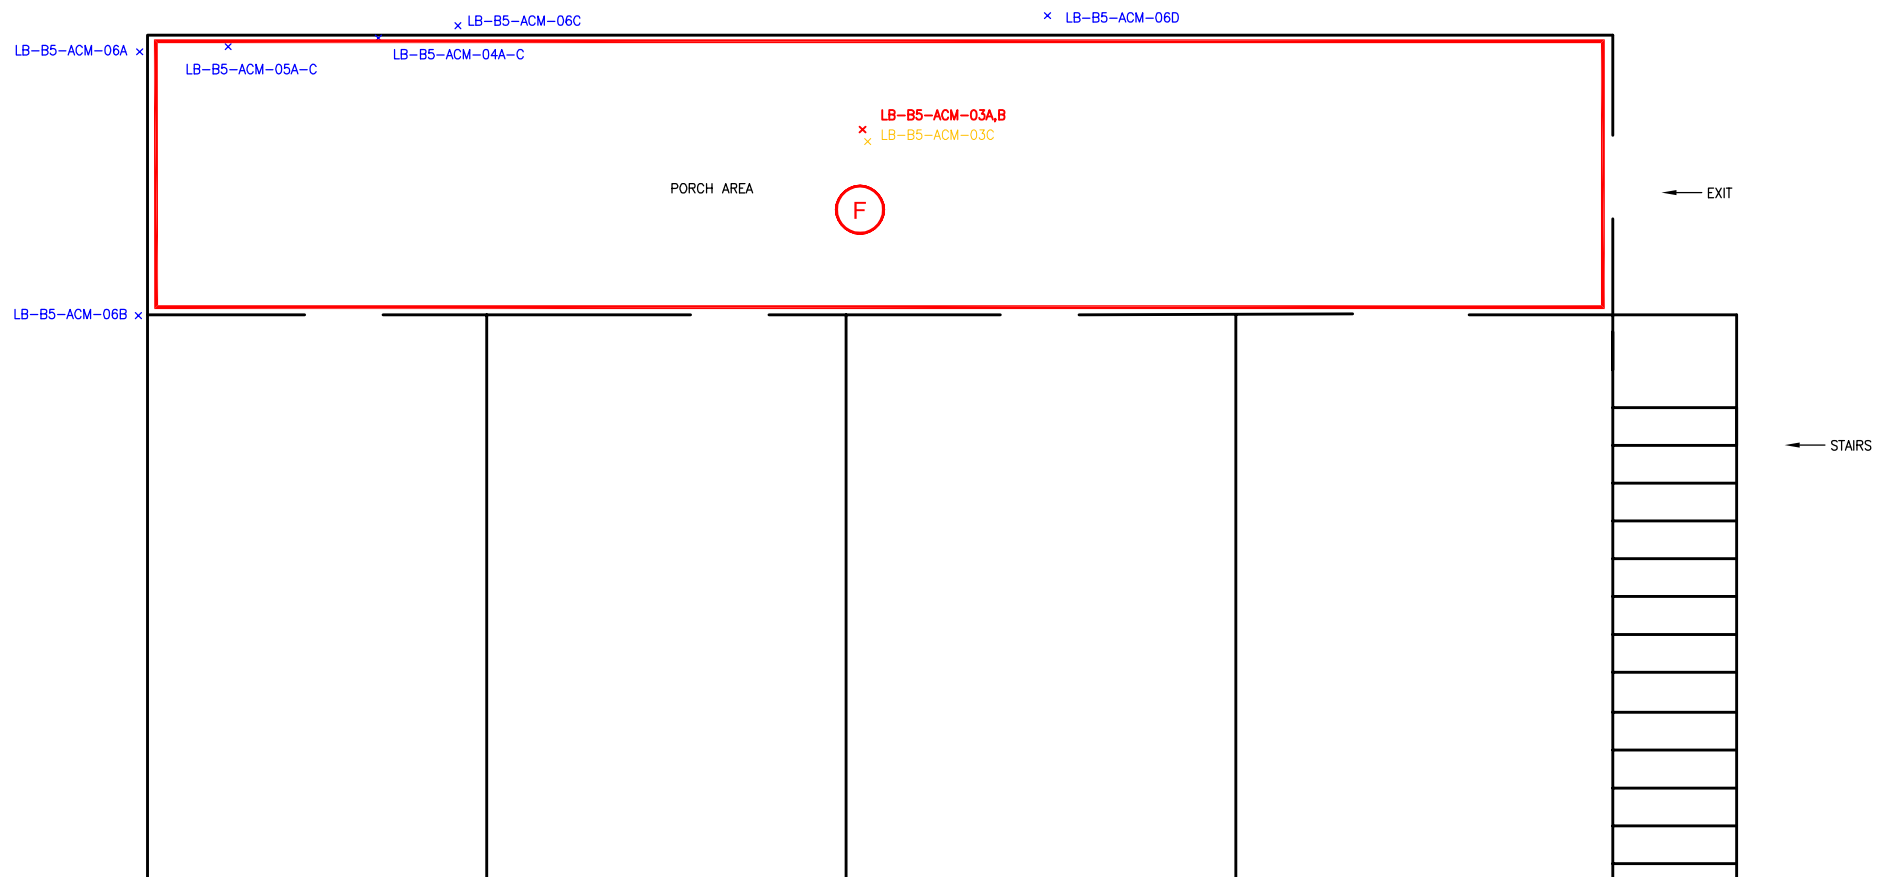 LB-B5-ACM-06C
LB-B5-ACM-06D
LB-B5-ACM-06A
LB-B5-ACM-04A-C
LB-B5-ACM-05A-C
LB-B5-ACM-03A,B
LB-B5-ACM-03C
PORCH AREA
EXIT
F
LB-B5-ACM-06B
STAIRS